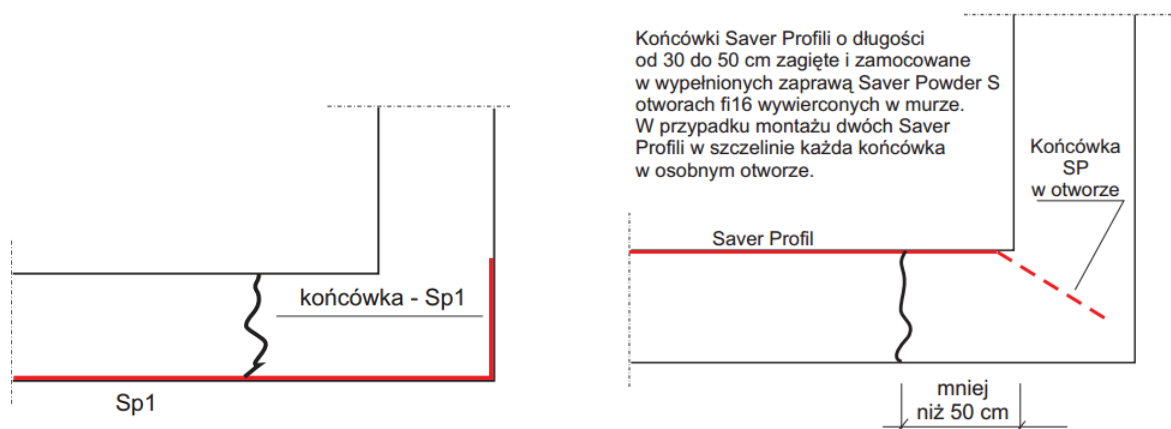 końcówka - Sp1
Sp1
Końcówki Saver Profili o długości
od 30 do 50 cm zagięte i zamocowane
w wypełnionych zaprawą Saver Powder S
otworach fi16 wywierconych w murze.
W przypadku montażu dwóch Saver
Profili w szczelinie każda końcówka
w osobnym otworze.
Końcówka
SP
w otworze
Saver Profil
mniej
niż 50 cm